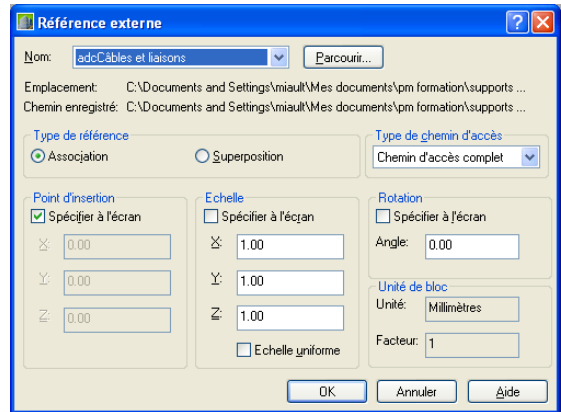 Référence externe
Nom: adcCâbles et liaisons Parcourir...
Emplacement: C:\Documents and Settings\miault\Mes documents\pm formation\supports ...
Chemin enregistré: C:\Documents and Settings\miault\Mes documents\pm formation\supports ...
Type de référence
Association Superposition
Type de chemin d'accès
Chemin d'accès complet
Point d'insertion
Spécifier à l'écran
X: 0.00
Y: 0.00
Z: 0.00
Echelle
Spécifier à l'écran
X: 1.00
Y: 1.00
Z: 1.00
Echelle uniforme
Rotation
Spécifier à l'écran
Angle: 0.00
Unité de bloc
Unité: Millimètres
Facteur: 1
OK Annuler Aide